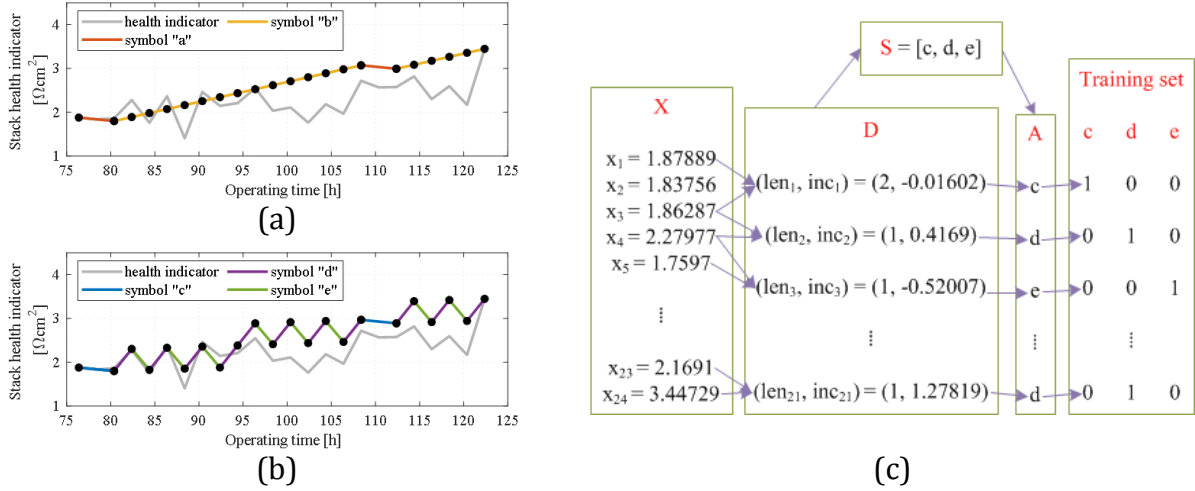 health indicator
symbol "b"
symbol "a"
Stack health indicator
[Ωcm²]
4
3
2
1
75 80 85 90 95 100 105 110 115 120 125
Operating time [h]
(a)
health indicator
symbol "d"
symbol "c"
symbol "e"
Stack health indicator
[Ωcm²]
4
3
2
1
75 80 85 90 95 100 105 110 115 120 125
Operating time [h]
(b)
S = [c, d, e]
X
D
A
Training set
c d e
x₁ = 1.87889
x₂ = 1.83756
x₃ = 1.86287
x₄ = 2.27977
x₅ = 1.7597
....
x₂₃ = 2.1691
x₂₄ = 3.44729
(len₁, inc₁) = (2, -0.01602)
(len₂, inc₂) = (1, 0.4169)
(len₃, inc₃) = (1, -0.52007)
....
(len₂₁, inc₂₁) = (1, 1.27819)
c
d
e
....
d
1 0 0
0 1 0
0 0 1
....
0 1 0
(c)